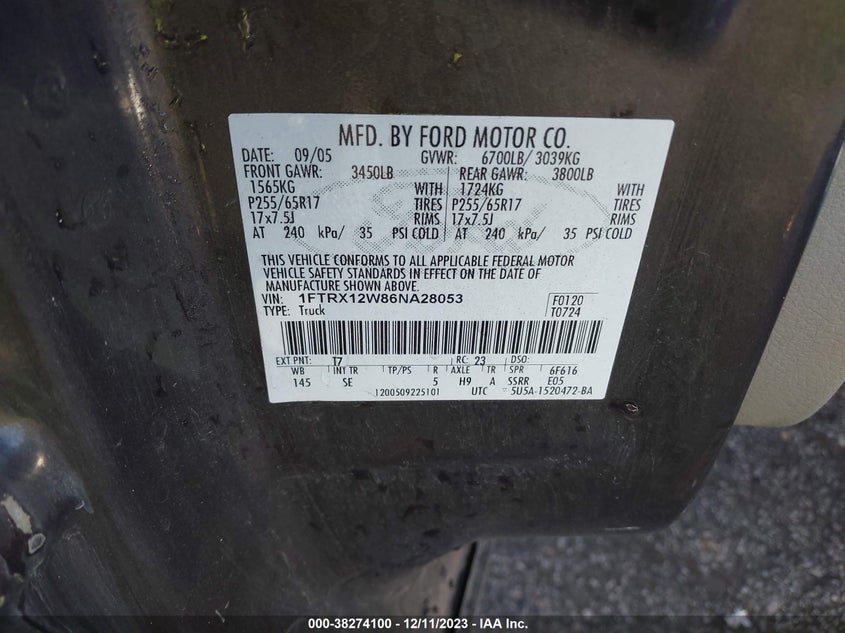 MFD. BY FORD MOTOR CO.
DATE: 09/05 GVWR: 6700LB/ 3039KG
FRONT GAWR: 3450LB REAR GAWR: 3800LB
1565KG WITH 1724KG WITH
P255/65R17 TIRES P255/65R17 TIRES
17x7.5J RIMS 17x7.5J RIMS
AT 240 kPa/ 35 PSI COLD AT 240 kPa/ 35 PSI COLD
THIS VEHICLE CONFORMS TO ALL APPLICABLE FEDERAL MOTOR
VEHICLE SAFETY STANDARDS IN EFFECT ON THE DATE OF
MANUFACTURE SHOWN ABOVE.
VIN: 1FTRX12W86NA28053 F0120
TYPE: Truck T0724
EXT PNT: T7 RC: 23 DSO:
WB INT TR TP/PS R AXLE TR SPR 6F616
145 SE 5 H9 A SSRR E05
1200509225101 UTC 5U5A-1520472-BA
000-38274100 - 12/11/2023 - IAA Inc.